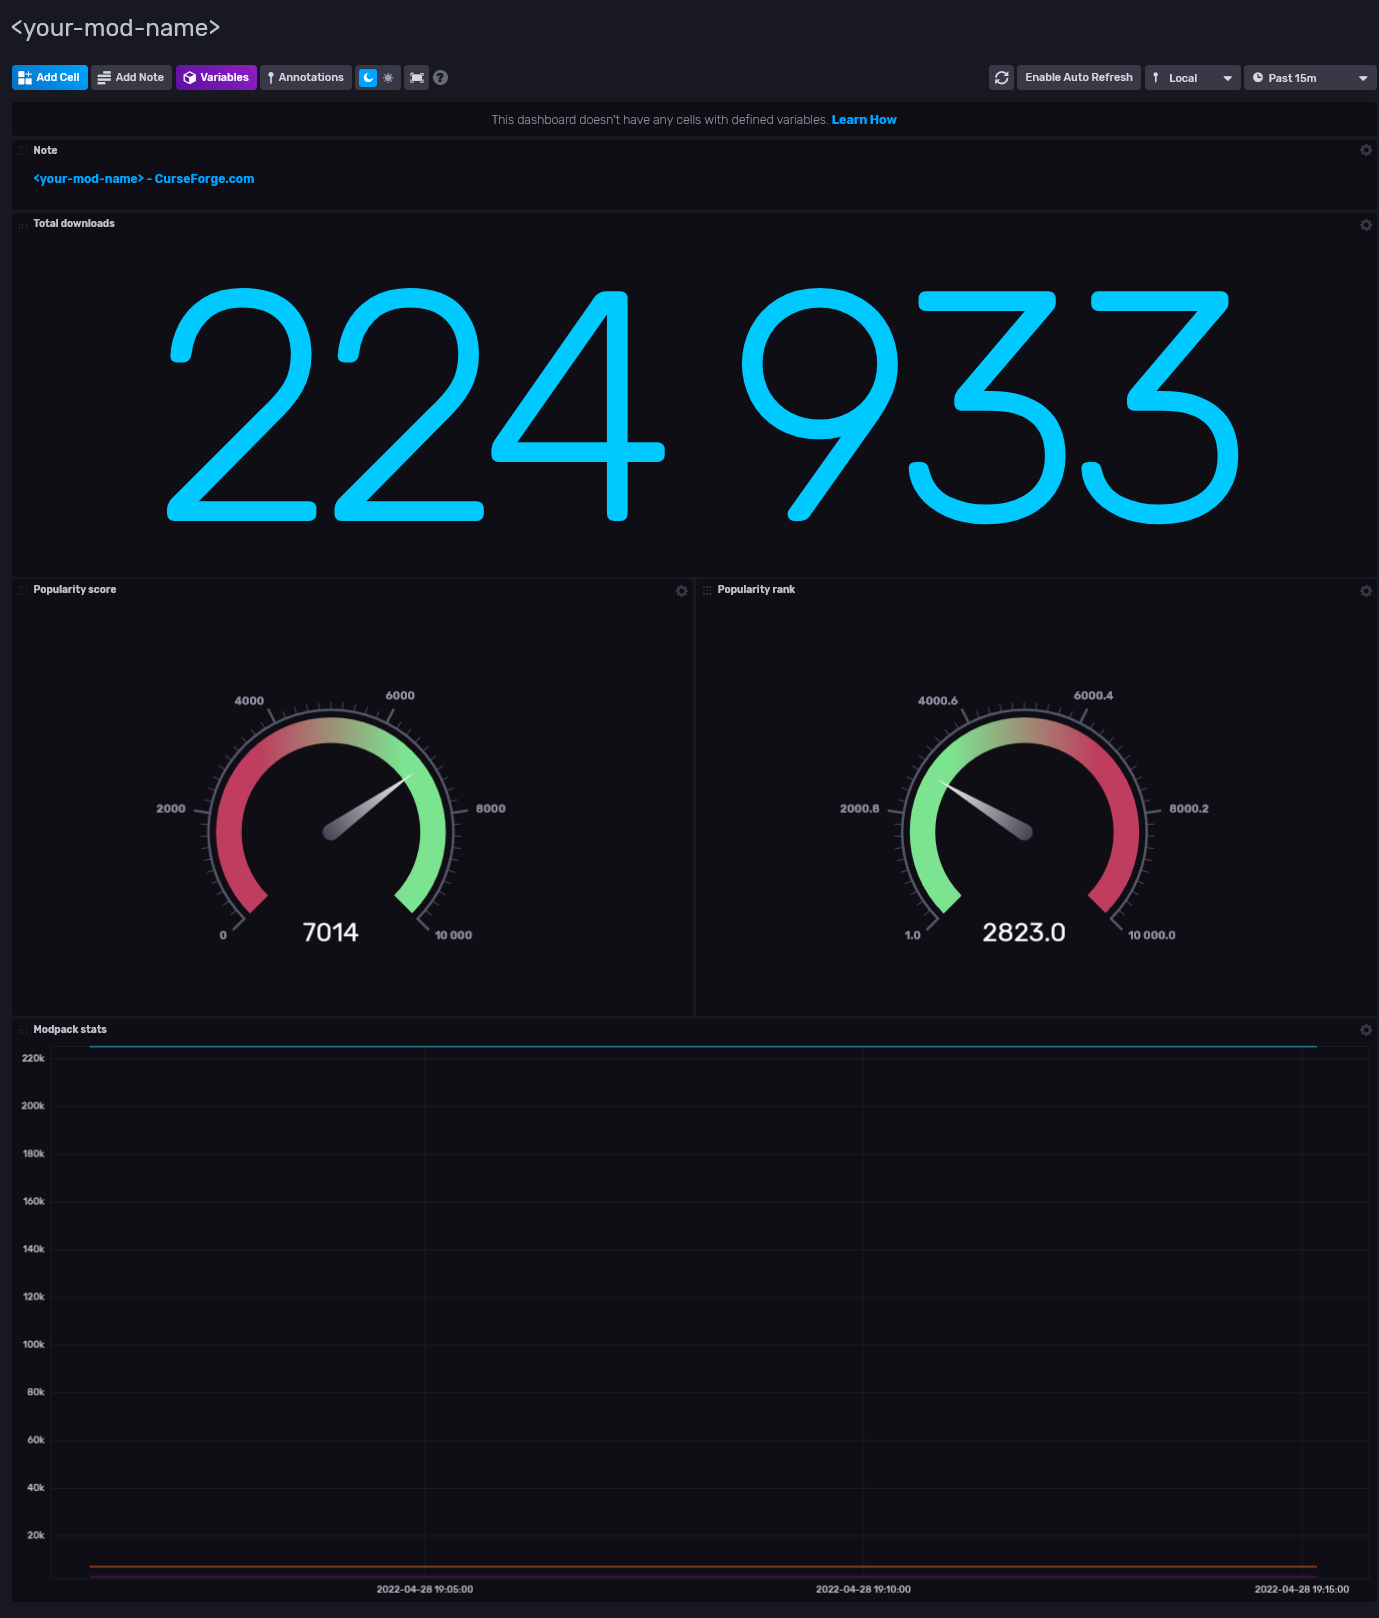 <your-mod-name>
Add Cell Add Note Variables Annotations ? Enable Auto Refresh Local Past 15m
This dashboard doesn't have any cells with defined variables. Learn How
Note
<your-mod-name> - CurseForge.com
Total downloads
224 933
Popularity score
4000 6000
2000 8000
0 7014 10 000
Popularity rank
4000.6 6000.4
2000.8 8000.2
1.0 2823.0 10 000.0
Modpack stats
220k
200k
180k
160k
140k
120k
100k
80k
60k
40k
20k
2022-04-28 19:05:00 2022-04-28 19:10:00 2022-04-28 19:15:00